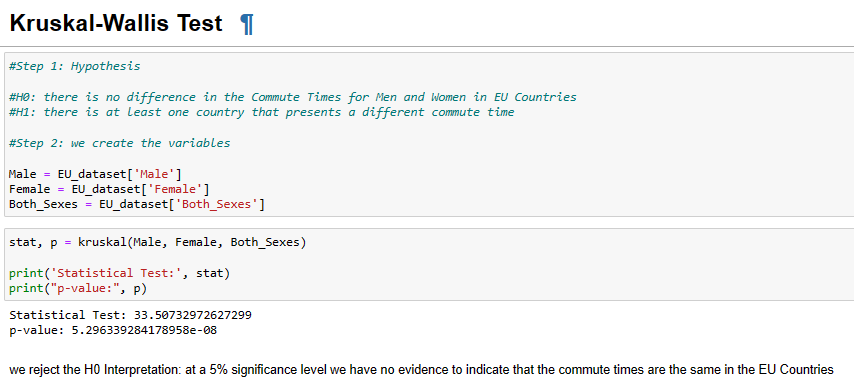 Kruskal-Wallis Test ¶
#Step 1: Hypothesis
#H0: there is no difference in the Commute Times for Men and Women in EU Countries
#H1: there is at least one country that presents a different commute time
#Step 2: we create the variables
Male = EU_dataset['Male']
Female = EU_dataset['Female']
Both_Sexes = EU_dataset['Both_Sexes']
stat, p = kruskal(Male, Female, Both_Sexes)
print('Statistical Test:', stat)
print("p-value:", p)
Statistical Test: 33.50732972627299
p-value: 5.296339284178958e-08
we reject the H0 Interpretation: at a 5% significance level we have no evidence to indicate that the commute times are the same in the EU Countries